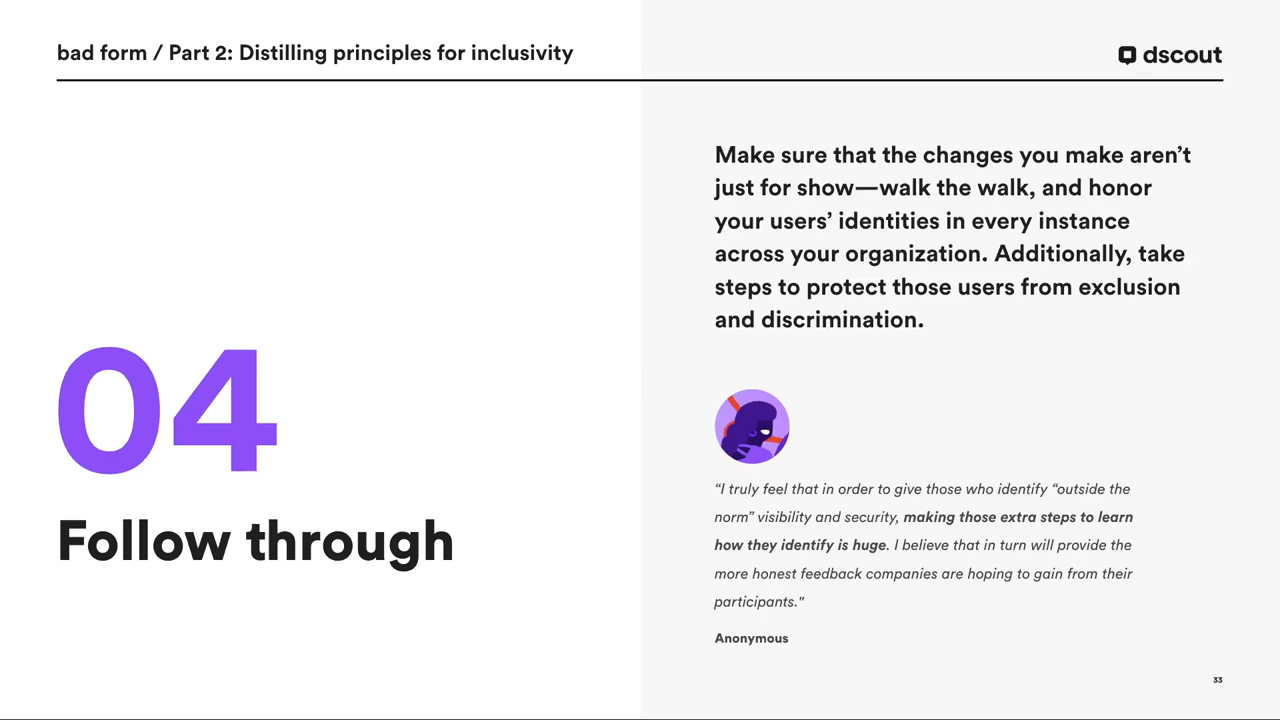 bad form / Part 2: Distilling principles for inclusivity
dscout
04
Follow through
Make sure that the changes you make aren’t
just for show—walk the walk, and honor
your users’ identities in every instance
across your organization. Additionally, take
steps to protect those users from exclusion
and discrimination.
“I truly feel that in order to give those who identify “outside the
norm” visibility and security, making those extra steps to learn
how they identify is huge. I believe that in turn will provide the
more honest feedback companies are hoping to gain from their
participants."
Anonymous
33